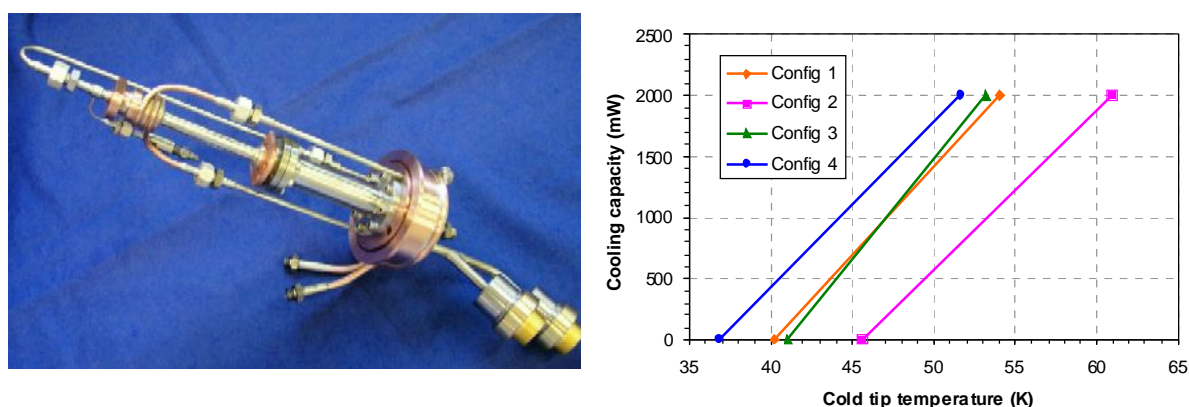 2500
2000
1500
1000
500
0
Cooling capacity (mW)
Config 1
Config 2
Config 3
Config 4
35 40 45 50 55 60 65
Cold tip temperature (K)